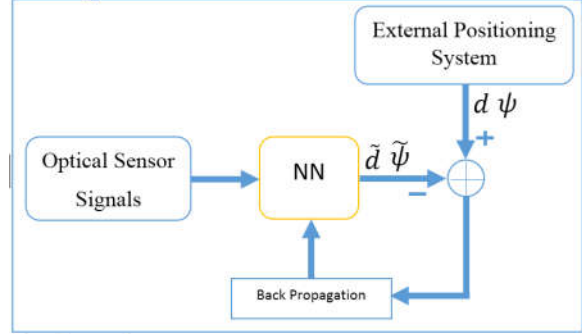 External Positioning
System
d ψ
+
Optical Sensor
Signals
NN
d̃ ψ̃
−
Back Propagation